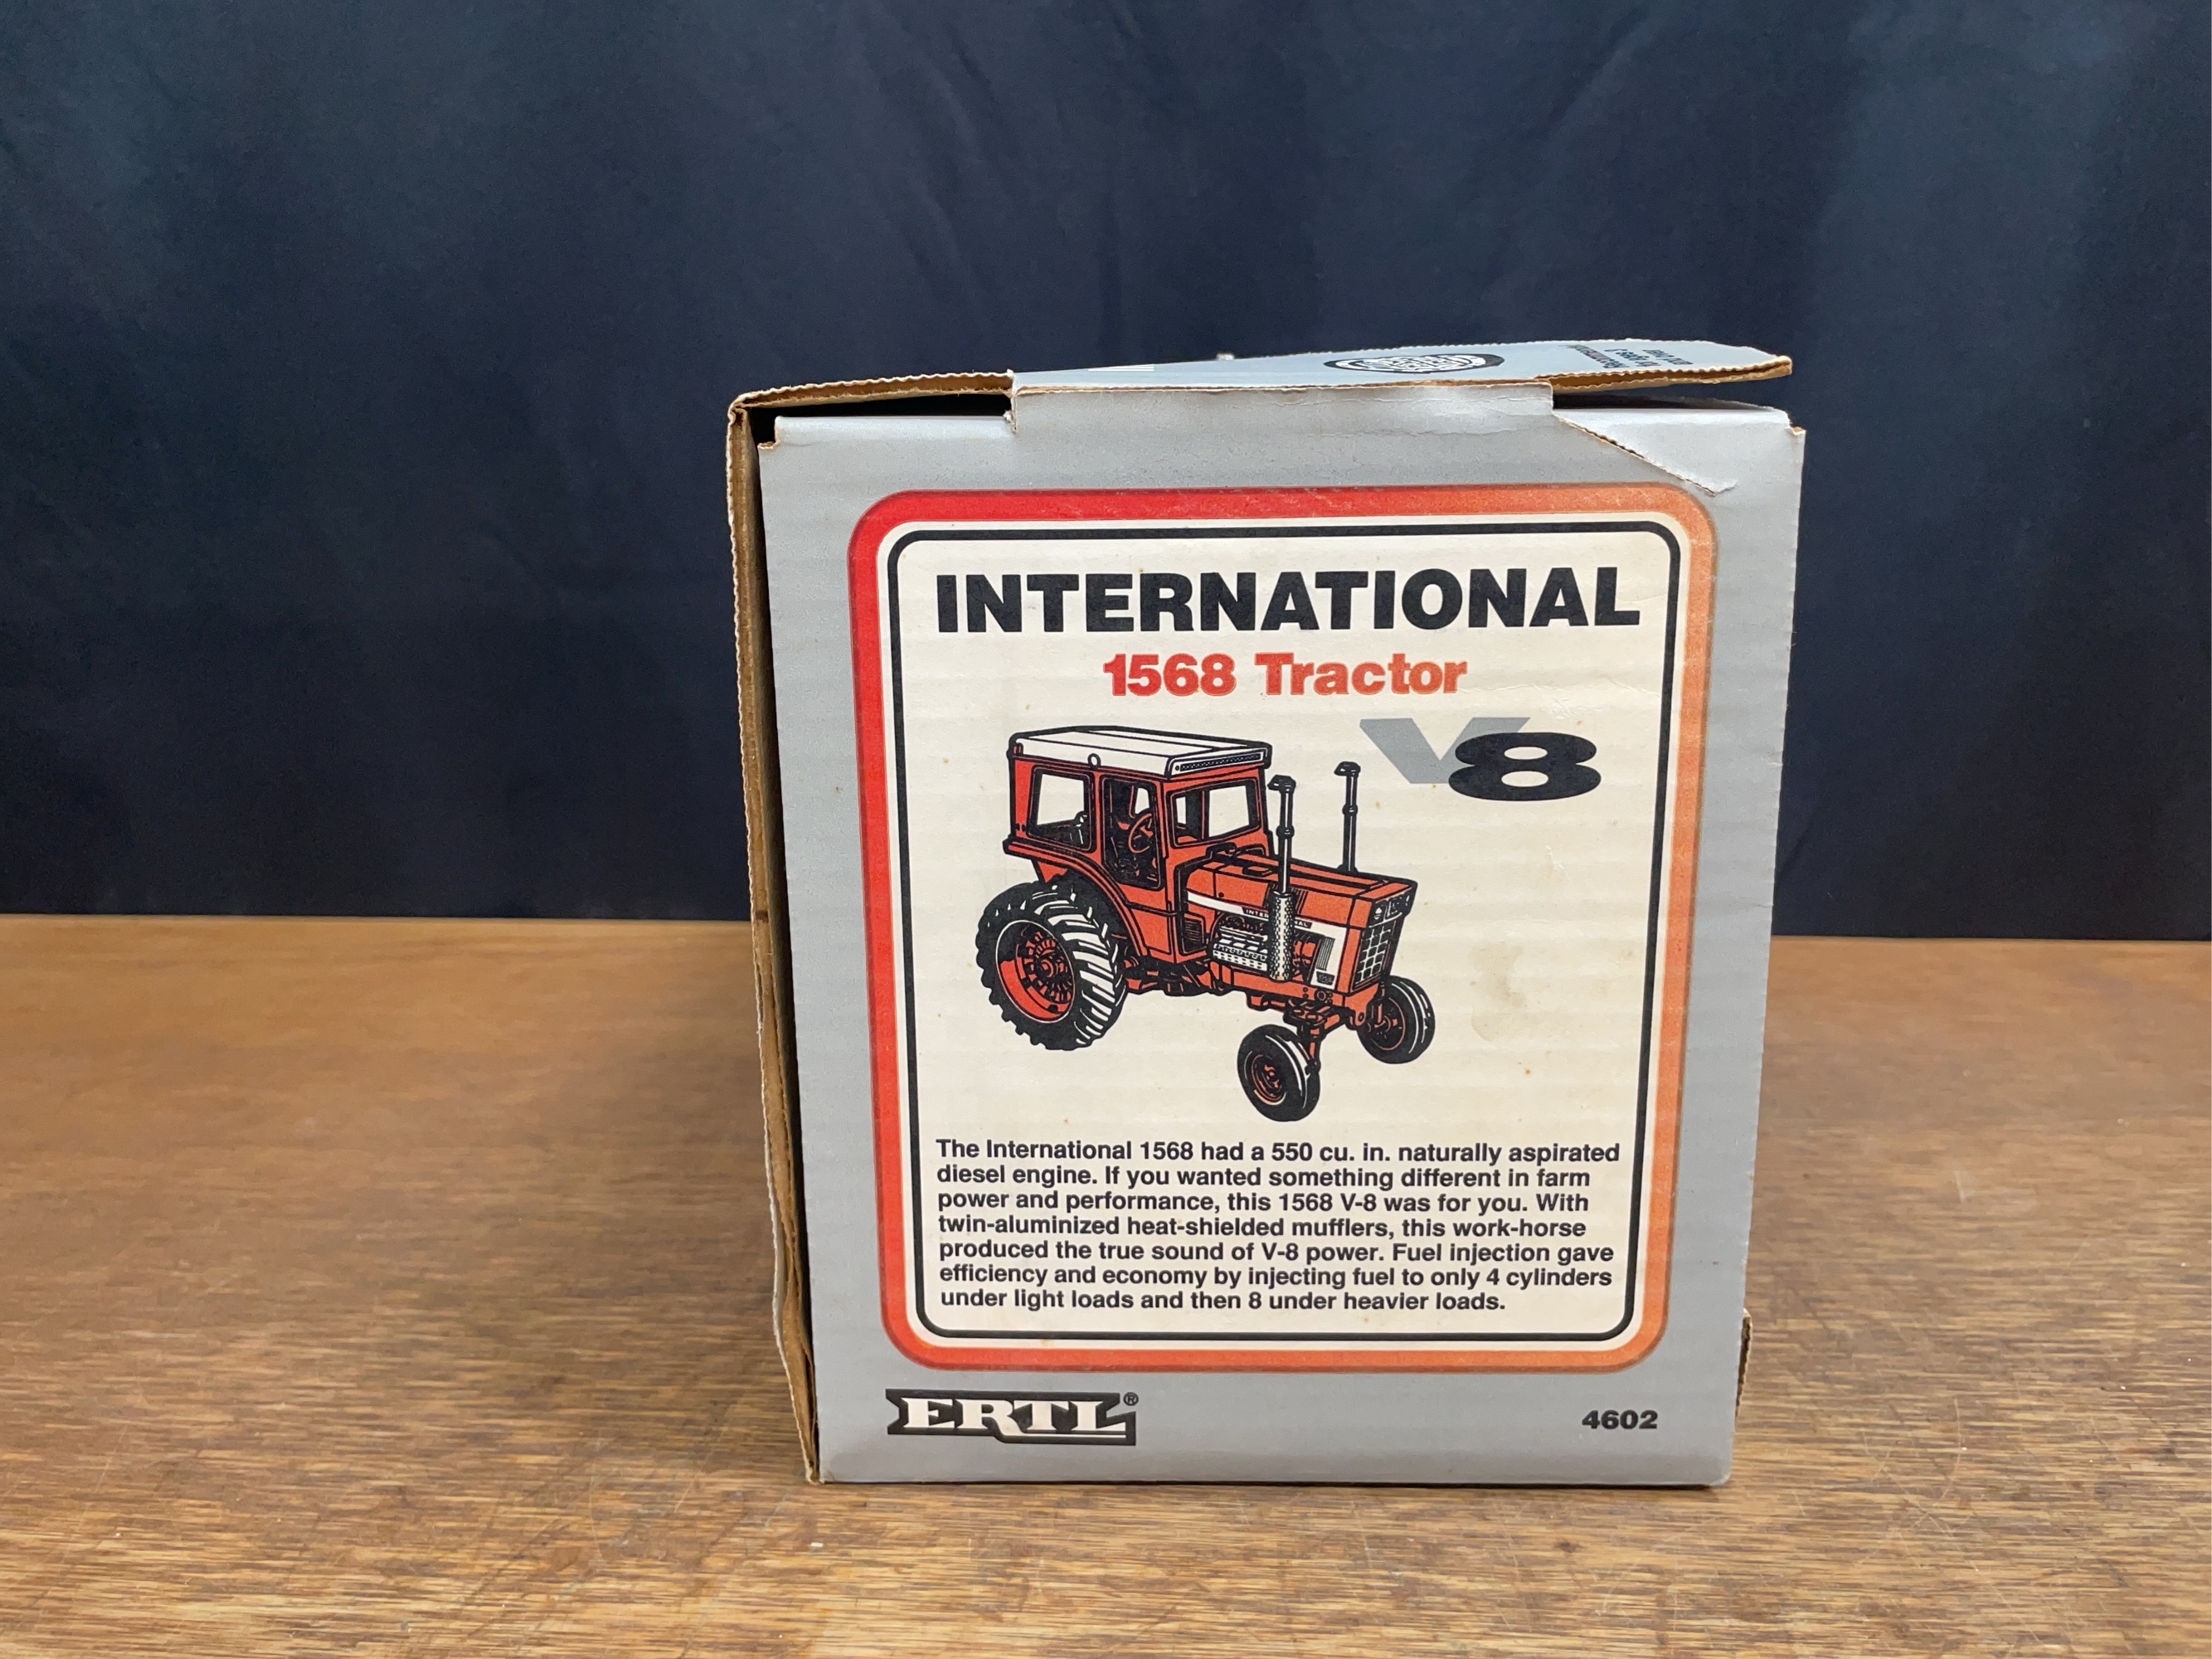 INTERNATIONAL
1568 Tractor
V8
INTERNATIONAL
The International 1568 had a 550 cu. in. naturally aspirated
diesel engine. If you wanted something different in farm
power and performance, this 1568 V-8 was for you. With
twin-aluminized heat-shielded mufflers, this work-horse
produced the true sound of V-8 power. Fuel injection gave
efficiency and economy by injecting fuel to only 4 cylinders
under light loads and then 8 under heavier loads.
ERTL®
4602